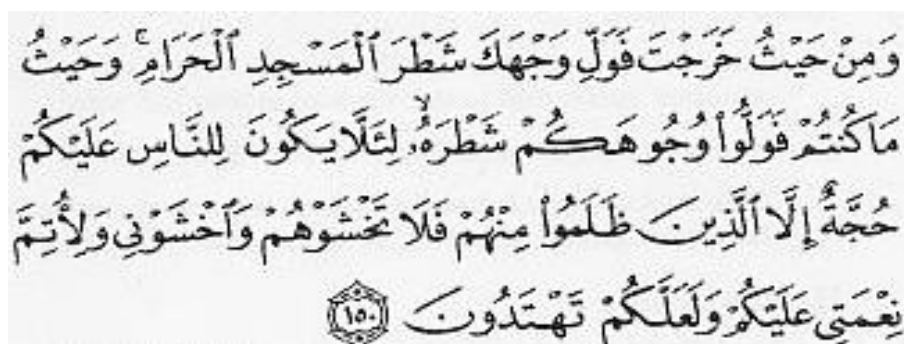 وَمِنْ حَيْثُ خَرَجْتَ فَوَلِّ وَجْهَكَ شَطْرَ ٱلْمَسْجِدِ ٱلْحَرَامِ ۚ وَحَيْثُ
مَا كُنتُمْ فَوَلُّوا۟ وُجُوهَكُمْ شَطْرَهُۥ لِئَلَّا يَكُونَ لِلنَّاسِ عَلَيْكُمْ
حُجَّةٌ إِلَّا ٱلَّذِينَ ظَلَمُوا۟ مِنْهُمْ فَلَا تَخْشَوْهُمْ وَٱخْشَوْنِى وَلِأُتِمَّ
نِعْمَتِى عَلَيْكُمْ وَلَعَلَّكُمْ تَهْتَدُونَ ١٥٠